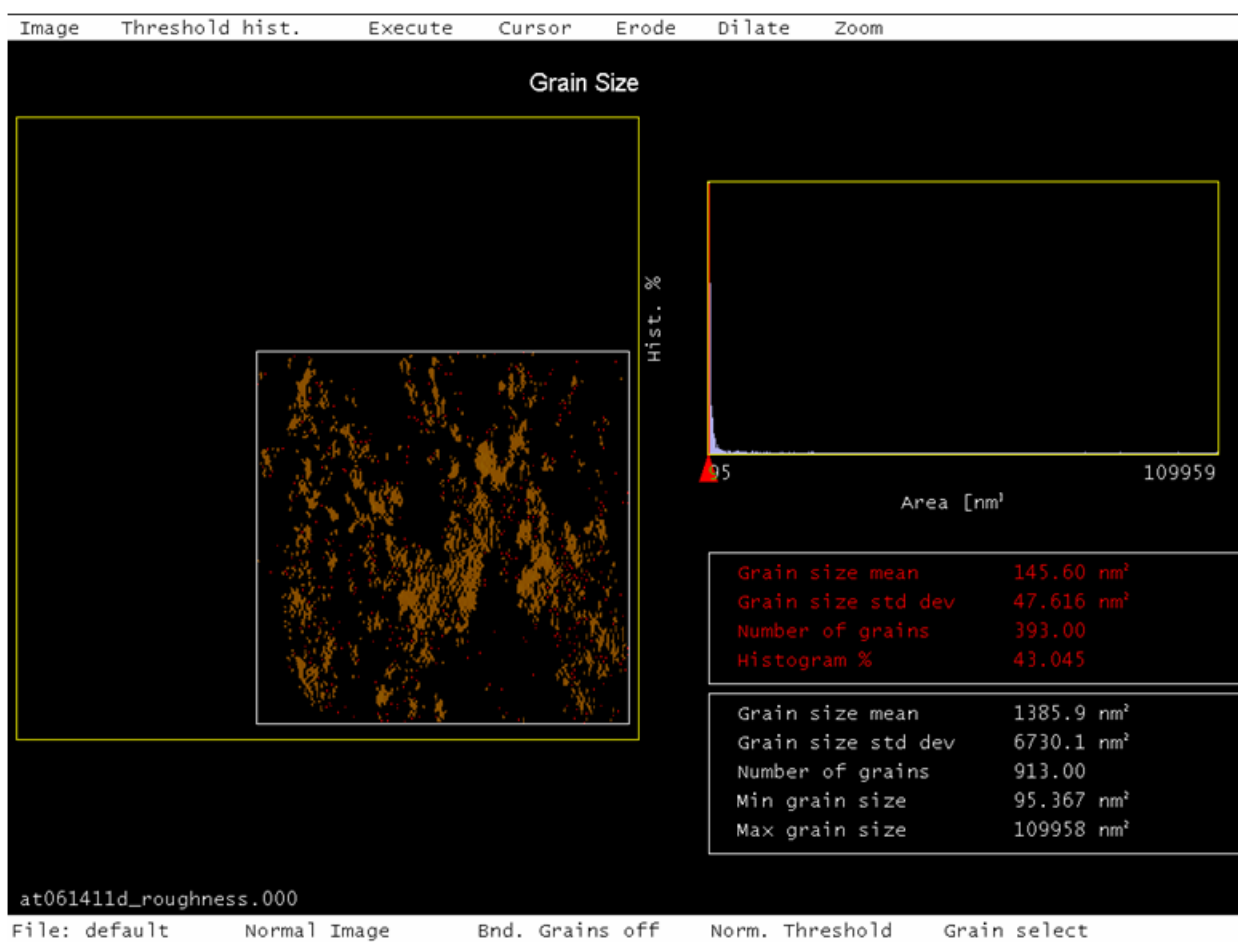 Image Threshold hist. Execute Cursor Erode Dilate Zoom
Grain Size
Hist. %
95 109959
Area [nm²
Grain size mean 145.60 nm²
Grain size std dev 47.616 nm²
Number of grains 393.00
Histogram % 43.045
Grain size mean 1385.9 nm²
Grain size std dev 6730.1 nm²
Number of grains 913.00
Min grain size 95.367 nm²
Max grain size 109958 nm²
at061411d_roughness.000
File: default Normal Image Bnd. Grains off Norm. Threshold Grain select